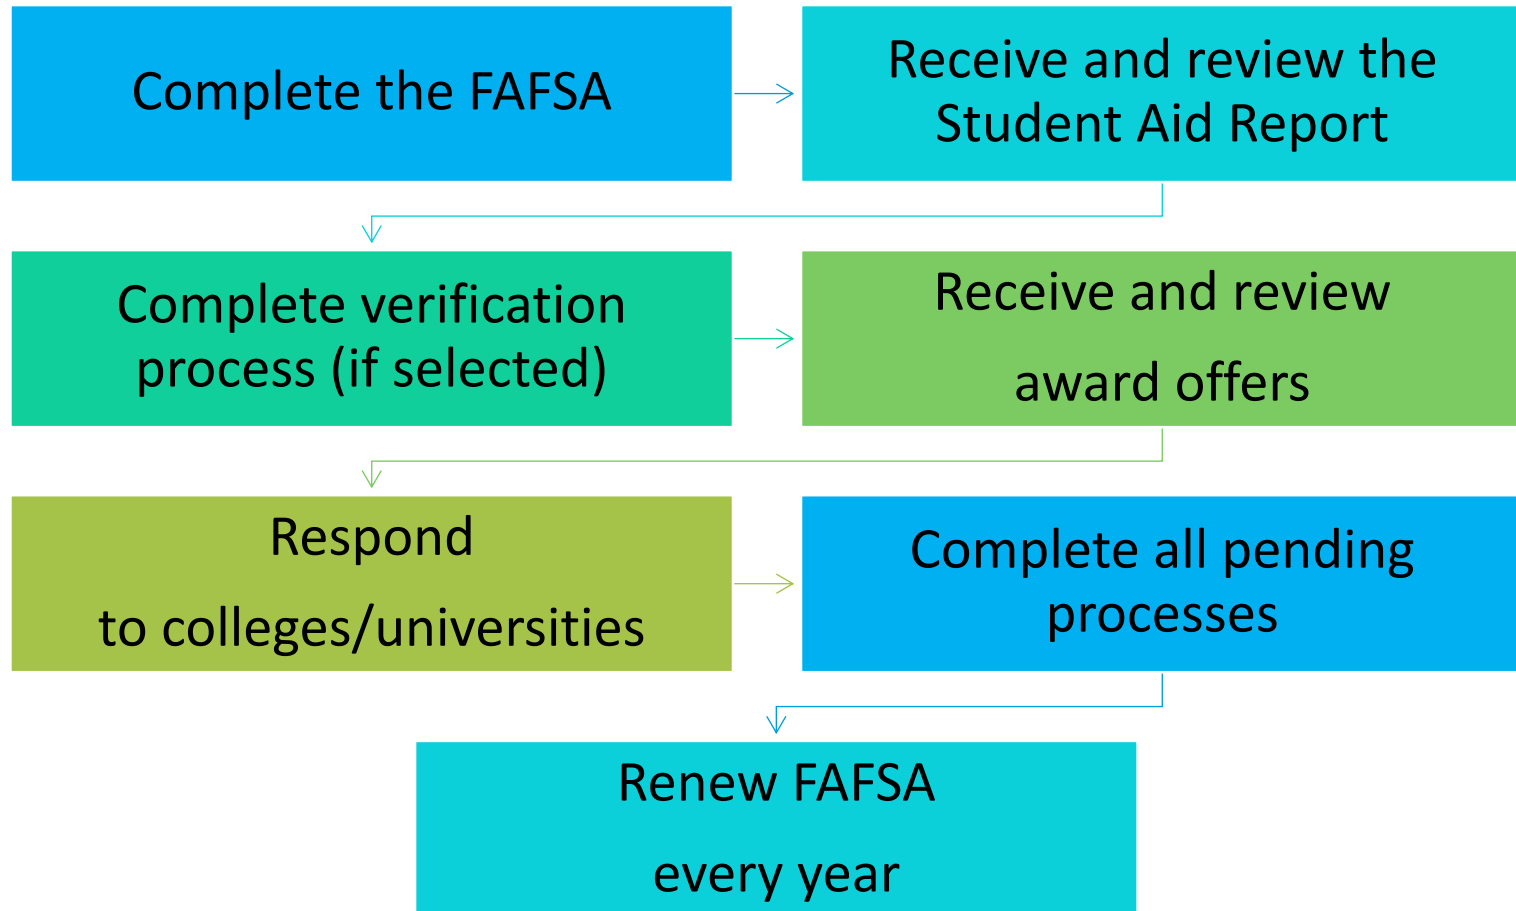 Complete the FAFSA
Receive and review the
Student Aid Report
Complete verification
process (if selected)
Receive and review
award offers
Respond
to colleges/universities
Complete all pending
processes
Renew FAFSA
every year